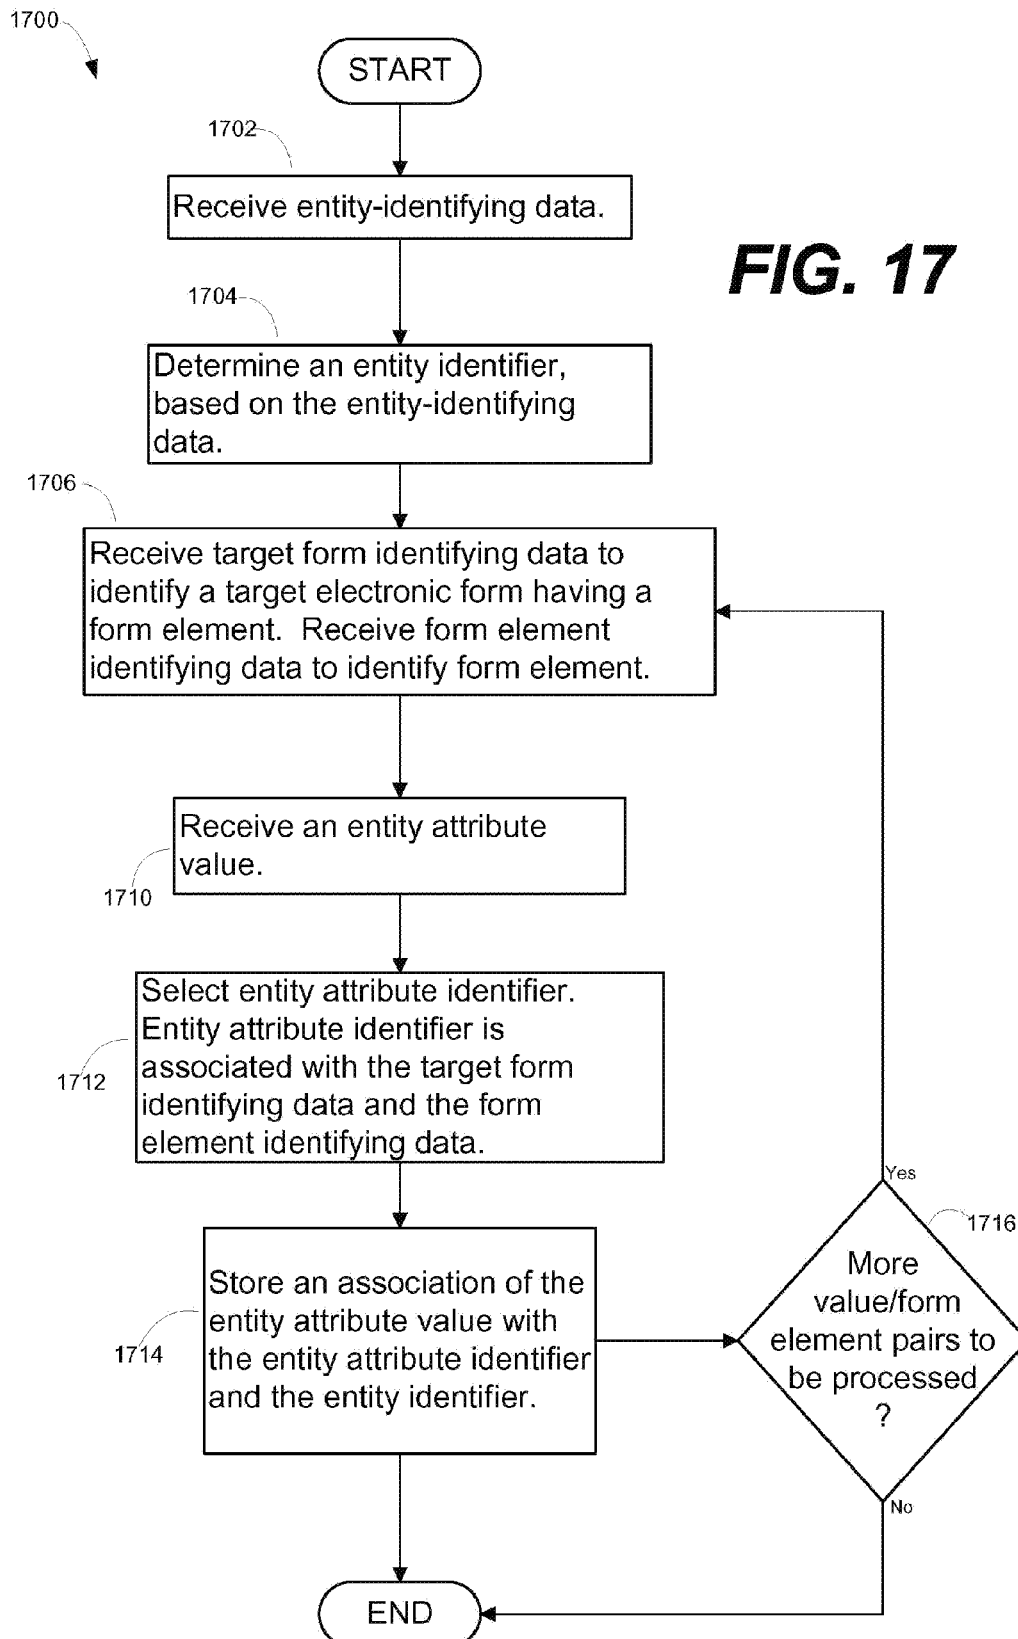 1700
START
1702
Receive entity-identifying data.
FIG. 17
1704
Determine an entity identifier,
based on the entity-identifying
data.
1706
Receive target form identifying data to
identify a target electronic form having a
form element.  Receive form element
identifying data to identify form element.
Receive an entity attribute
value.
1710
Select entity attribute identifier.
Entity attribute identifier is
associated with the target form
identifying data and the form
element identifying data.
1712
Yes
1716
More
value/form
element pairs to
be processed
?
Store an association of the
entity attribute value with
the entity attribute identifier
and the entity identifier.
1714
No
END